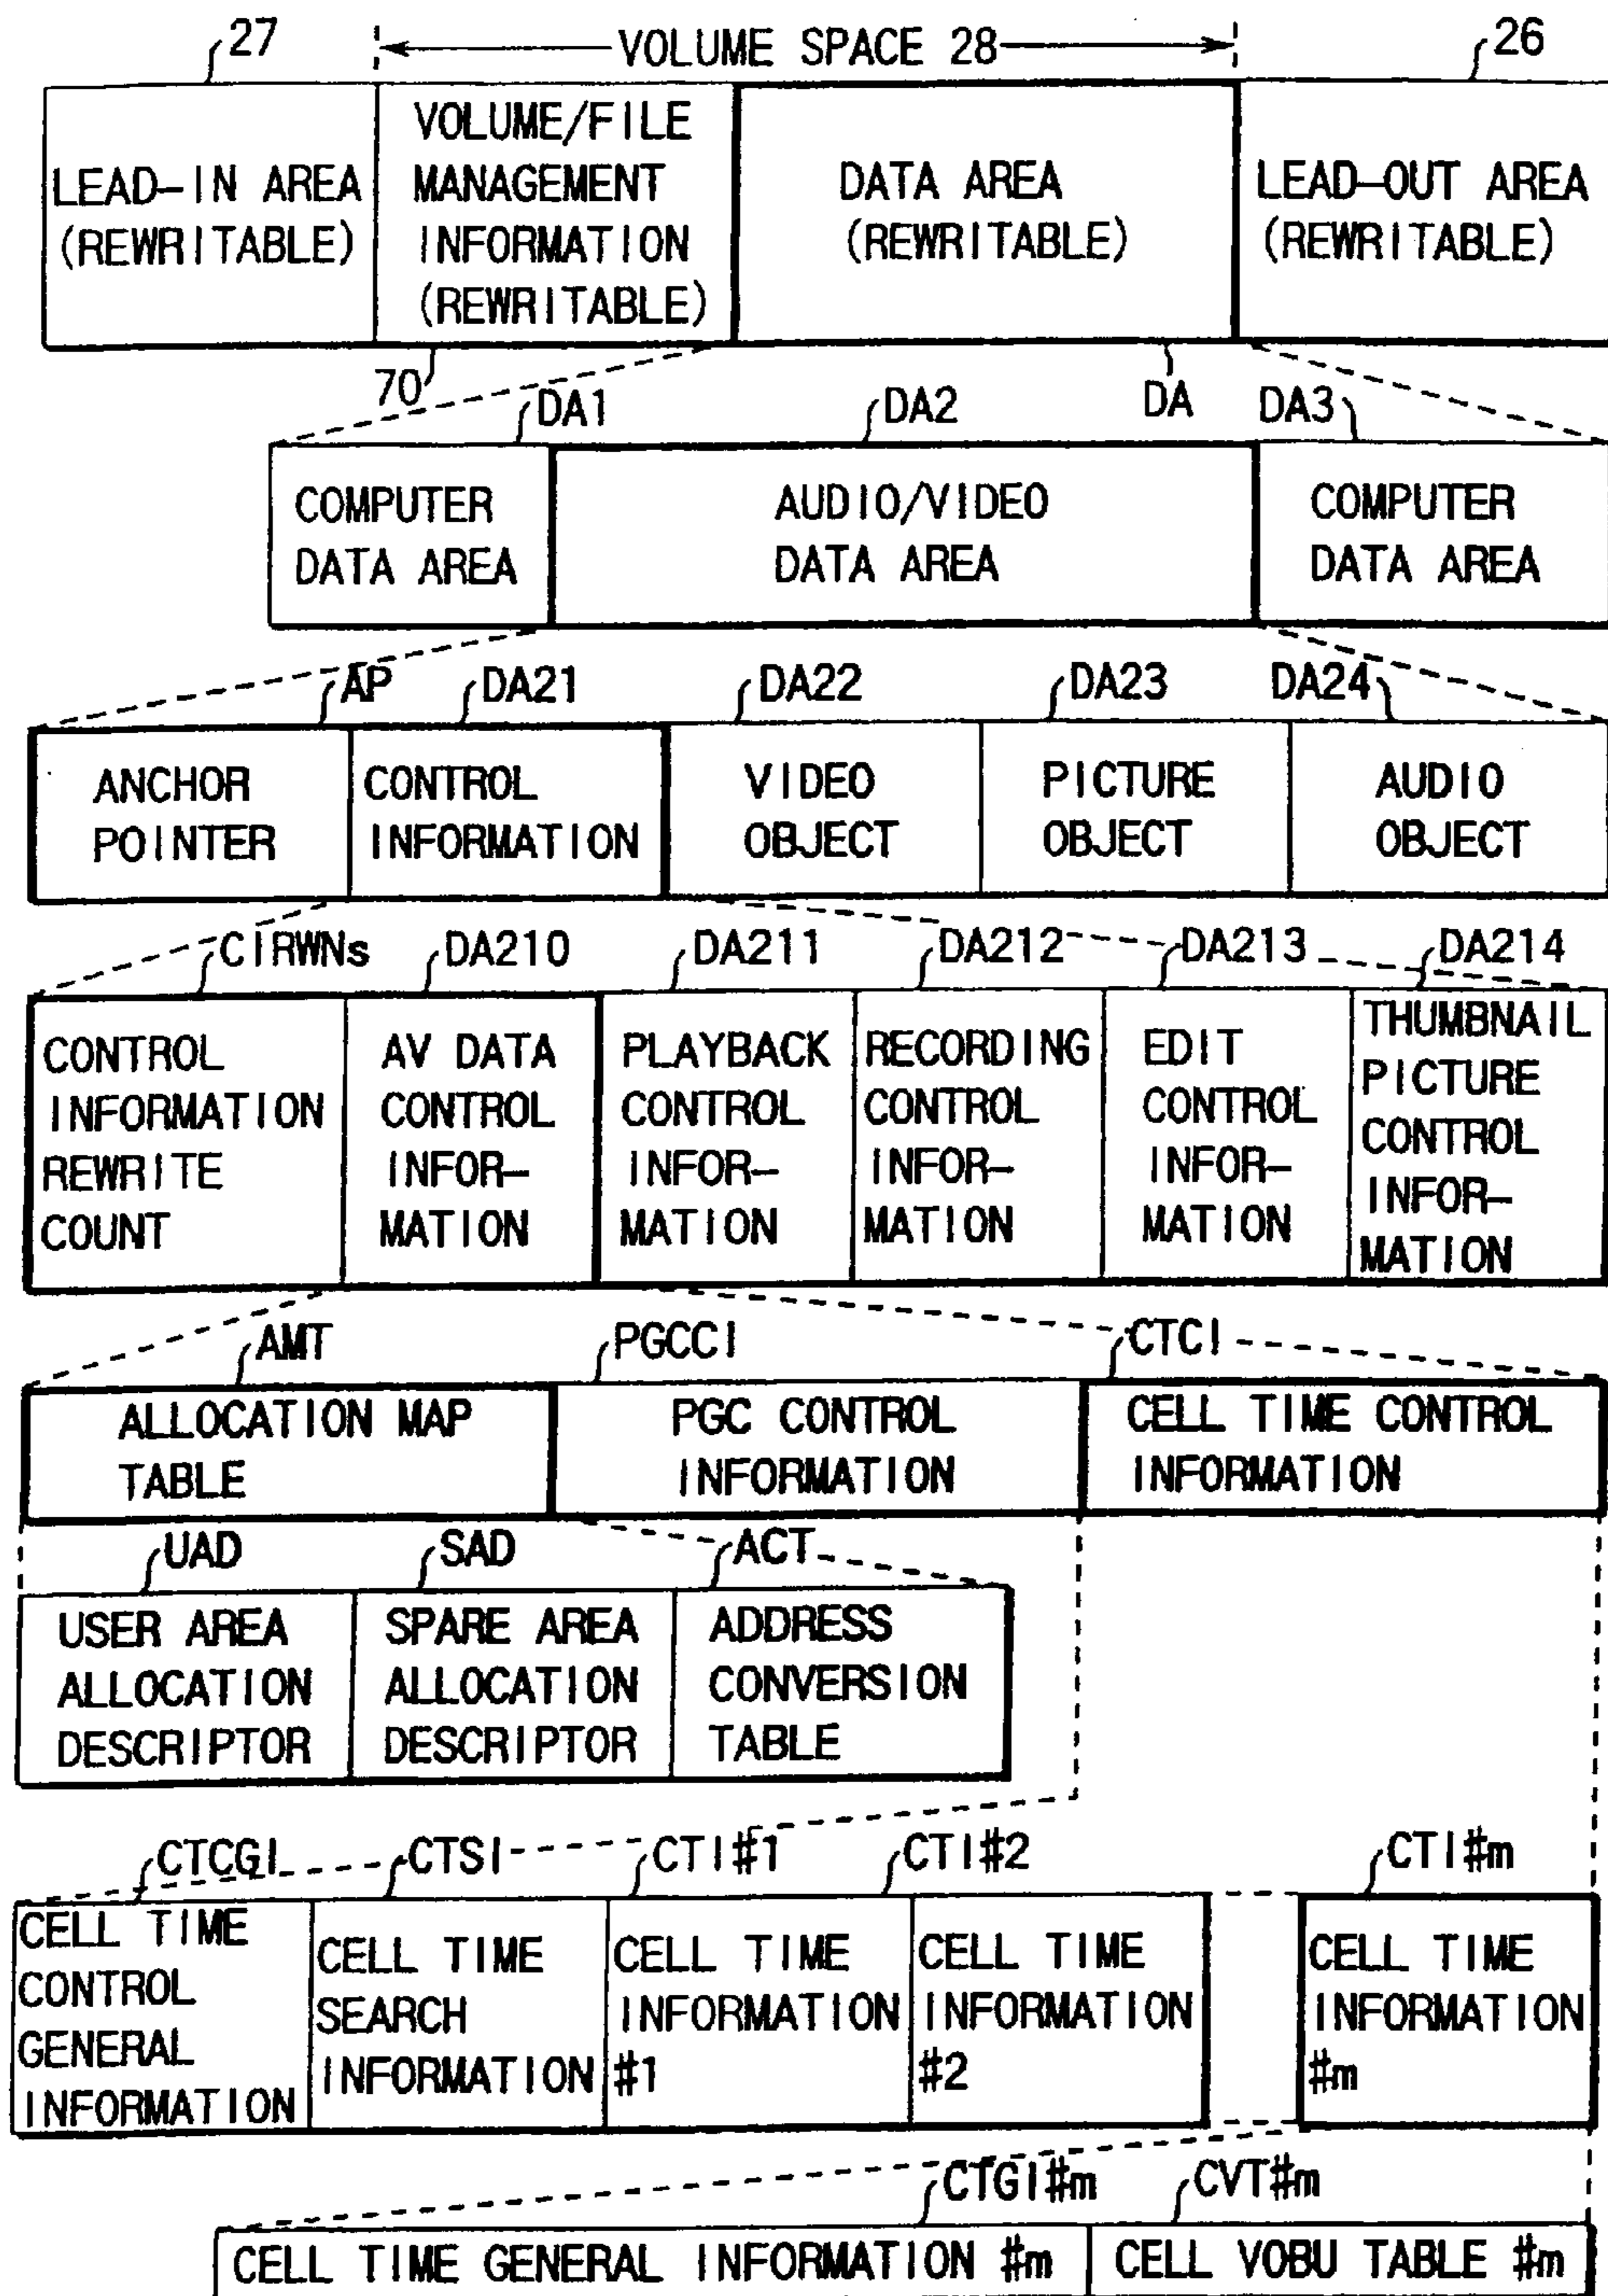 27
VOLUME SPACE 28
26
LEAD-IN AREA
(REWRITABLE)
VOLUME/FILE
MANAGEMENT
INFORMATION
(REWRITABLE)
DATA AREA
(REWRITABLE)
LEAD-OUT AREA
(REWRITABLE)
70
DA1
DA2
DA
DA3
COMPUTER
DATA AREA
AUDIO/VIDEO
DATA AREA
COMPUTER
DATA AREA
AP
DA21
DA22
DA23
DA24
ANCHOR
POINTER
CONTROL
INFORMATION
VIDEO
OBJECT
PICTURE
OBJECT
AUDIO
OBJECT
CIRWNs
DA210
DA211
DA212
DA213
DA214
CONTROL
INFORMATION
REWRITE
COUNT
AV DATA
CONTROL
INFOR-
MATION
PLAYBACK
CONTROL
INFOR-
MATION
RECORDING
CONTROL
INFOR-
MATION
EDIT
CONTROL
INFOR-
MATION
THUMBNAIL
PICTURE
CONTROL
INFOR-
MATION
AMT
PGCCI
CTCI
ALLOCATION MAP
TABLE
PGC CONTROL
INFORMATION
CELL TIME CONTROL
INFORMATION
UAD
SAD
ACT
USER AREA
ALLOCATION
DESCRIPTOR
SPARE AREA
ALLOCATION
DESCRIPTOR
ADDRESS
CONVERSION
TABLE
CTCGI
CTSI
CTI#1
CTI#2
CTI#m
CELL TIME
CONTROL
GENERAL
INFORMATION
CELL TIME
SEARCH
INFORMATION
CELL TIME
INFORMATION
#1
CELL TIME
INFORMATION
#2
CELL TIME
INFORMATION
#m
CTGI#m
CVT#m
CELL TIME GENERAL INFORMATION #m
CELL VOBU TABLE #m